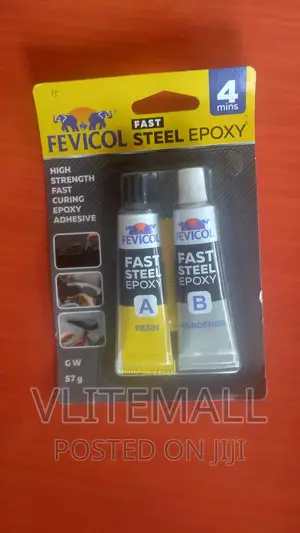 4
mins
FAST
FEVICOL STEEL EPOXY
HIGH
STRENGTH
FAST
CURING
EPOXY
ADHESIVE
FEVICOL
FAST
STEEL
EPOXY
A
RESIN
FEVICOL
FAST
STEEL
EPOXY
B
HARDENER
G W
57 g
VLITEMALL
POSTED ON JIJI